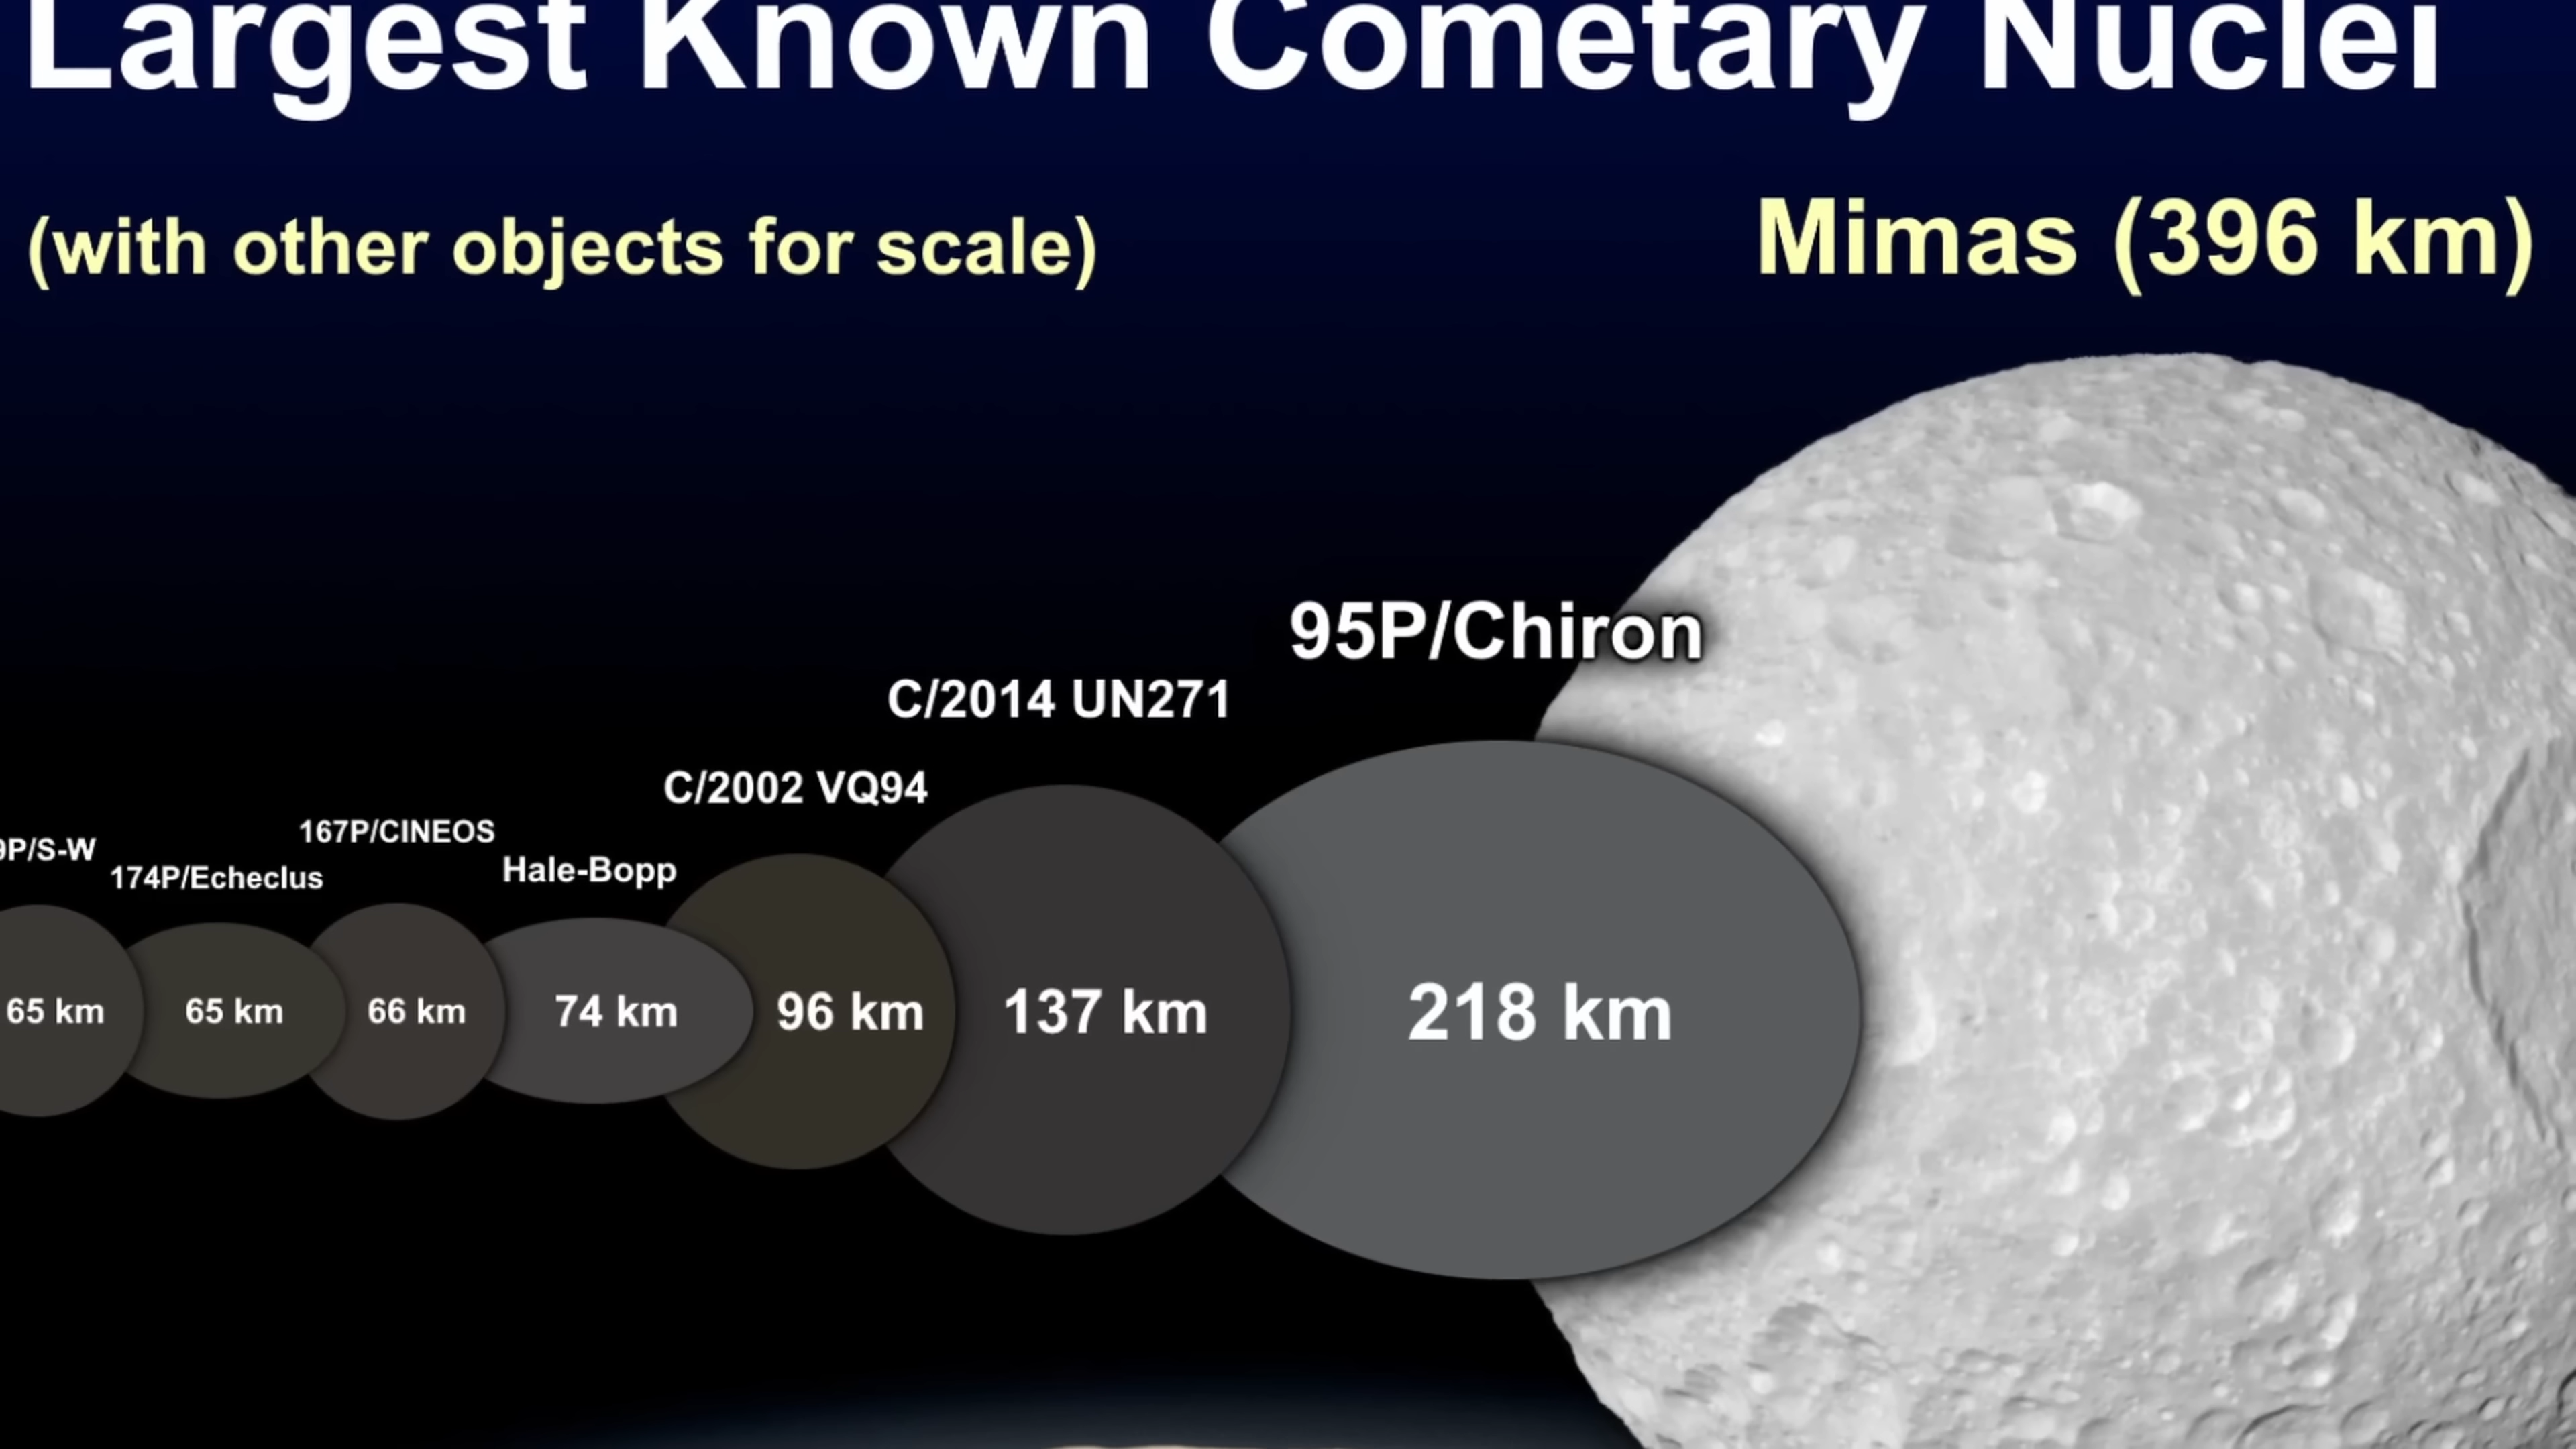 Largest Known Cometary Nuclei
(with other objects for scale)
Mimas (396 km)
95P/Chiron
C/2014 UN271
C/2002 VQ94
167P/CINEOS
9P/S-W
Hale-Bopp
174P/Echeclus
65 km
65 km
66 km
74 km
96 km
137 km
218 km